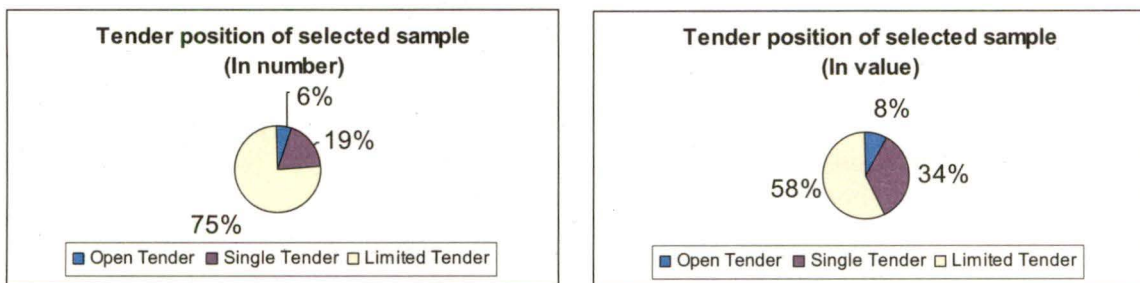 Tender position of selected sample
(In number)
6%
19%
75%
Open Tender Single Tender Limited Tender
Tender position of selected sample
(In value)
8%
34%
58%
Open Tender Single Tender Limited Tender